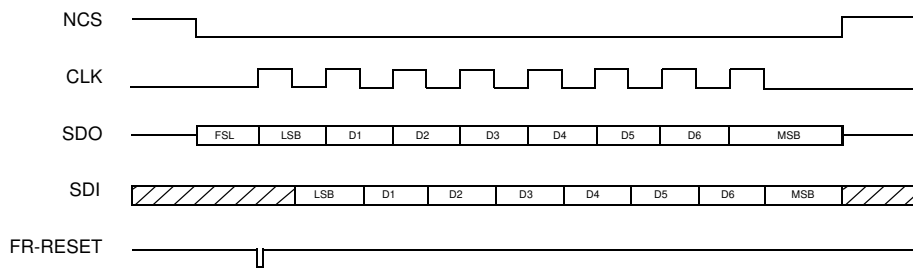 NCS
CLK
SDO FSL LSB D1 D2 D3 D4 D5 D6 MSB
SDI LSB D1 D2 D3 D4 D5 D6 MSB
FR-RESET